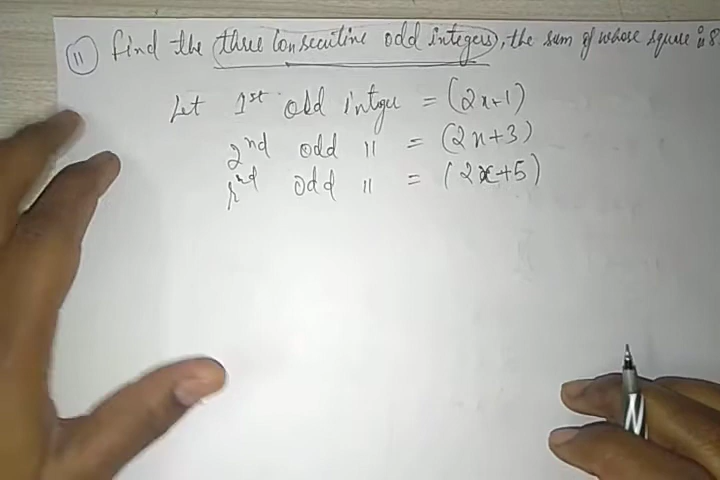 (11) Find the three consecutive odd integers, the sum of whose square is 8
Let 1st odd integer = (2x+1)
2nd odd " = (2x+3)
3rd odd " = (2x+5)